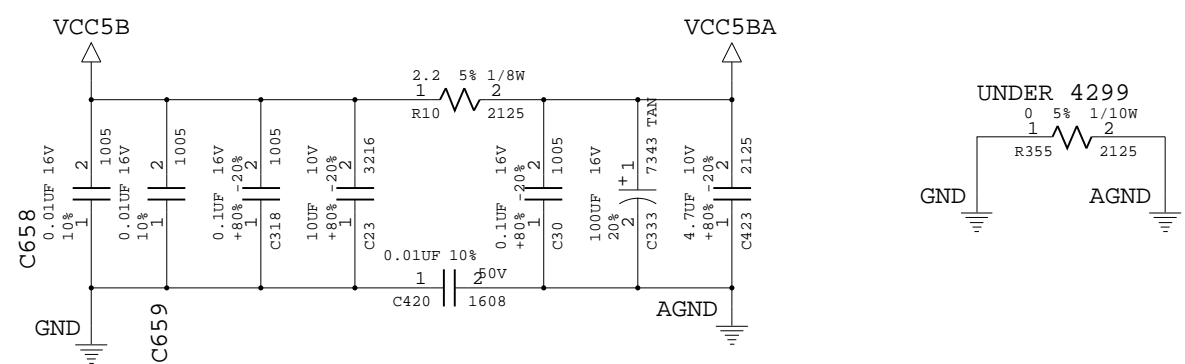 VCC5B
VCC5BA
2.2 5% 1/8W
1 2
R10 2125
C658
0.01UF 16V
10%
2
1
1005
C659
0.01UF 16V
10%
2
1
1005
0.1UF 16V
+80% -20%
2
1
C318
10UF 10V
+80% -20%
2
1
C23
3216
0.1UF 16V
+80% -20%
2
1
C30
1005
100UF 16V
20%
+ 1
2
C333
7343 TAN
4.7UF 10V
+80% -20%
2
1
C423
2125
0.01UF 10%
50V
1 2
C420 1608
GND
AGND
UNDER 4299
0 5% 1/10W
1 2
R355 2125
GND
AGND
1005